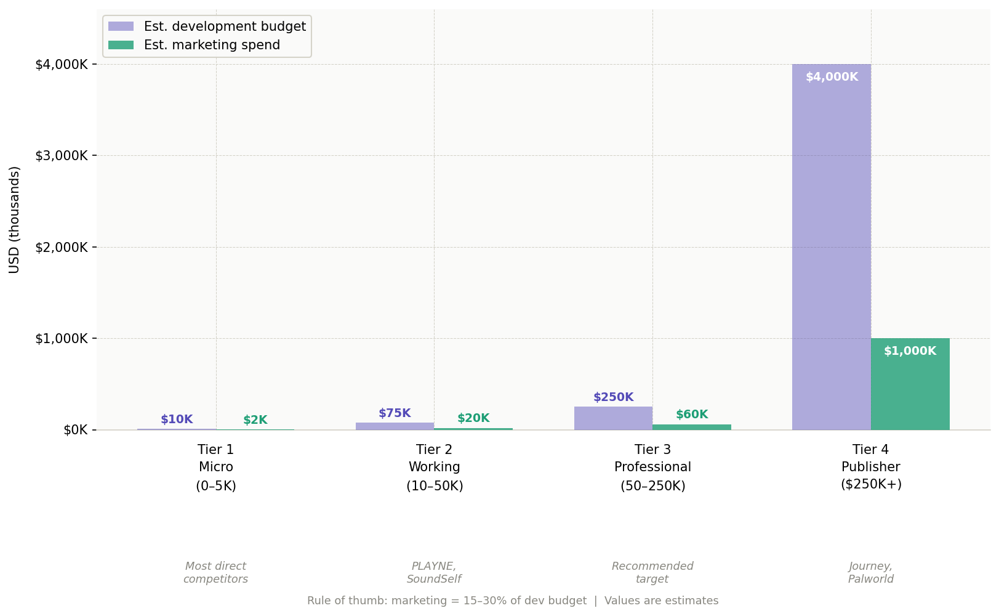 Est. development budget
Est. marketing spend
USD (thousands)
$4,000K
$3,000K
$2,000K
$1,000K
$0K
$10K
$2K
$75K
$20K
$250K
$60K
$4,000K
$1,000K
Tier 1
Micro
(0–5K)
Tier 2
Working
(10–50K)
Tier 3
Professional
(50–250K)
Tier 4
Publisher
($250K+)
Most direct
competitors
PLAYNE,
SoundSelf
Recommended
target
Journey,
Palworld
Rule of thumb: marketing = 15–30% of dev budget | Values are estimates